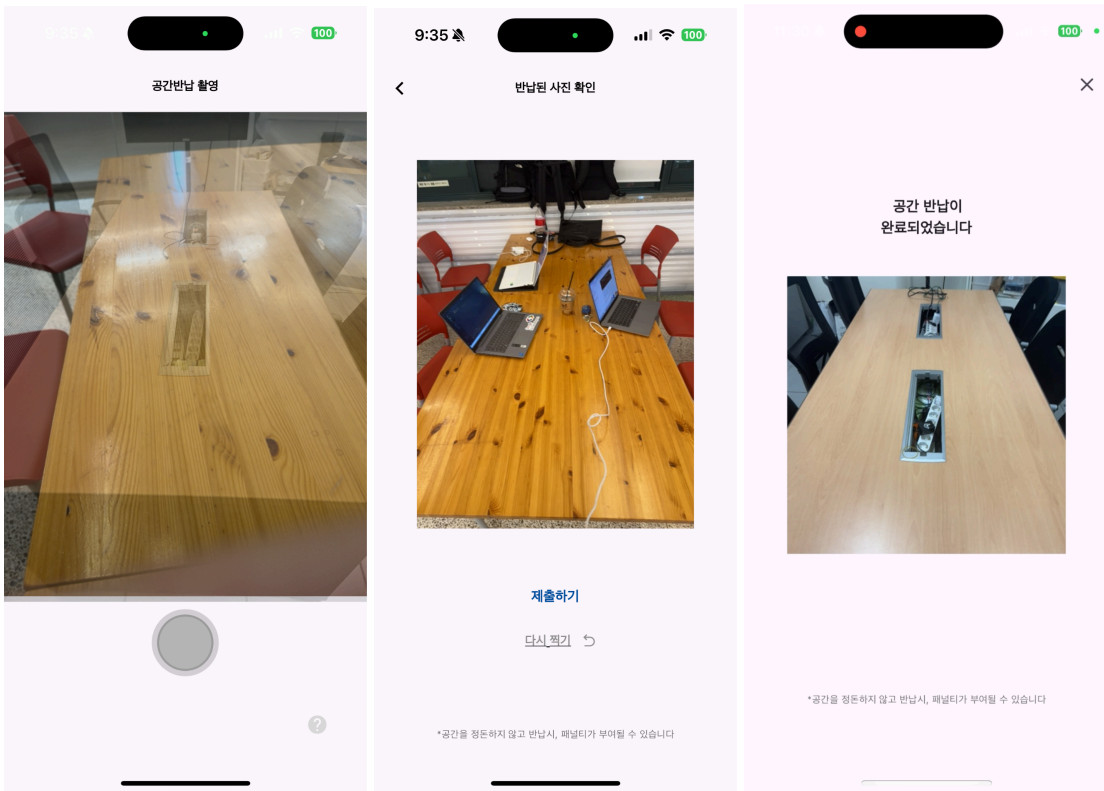 9:35
100
공간반납 촬영
?
9:35
100
반납된 사진 확인
제출하기
다시 찍기
*공간을 정돈하지 않고 반납시, 패널티가 부여될 수 있습니다
100
공간 반납이
완료되었습니다
*공간을 정돈하지 않고 반납시, 패널티가 부여될 수 있습니다